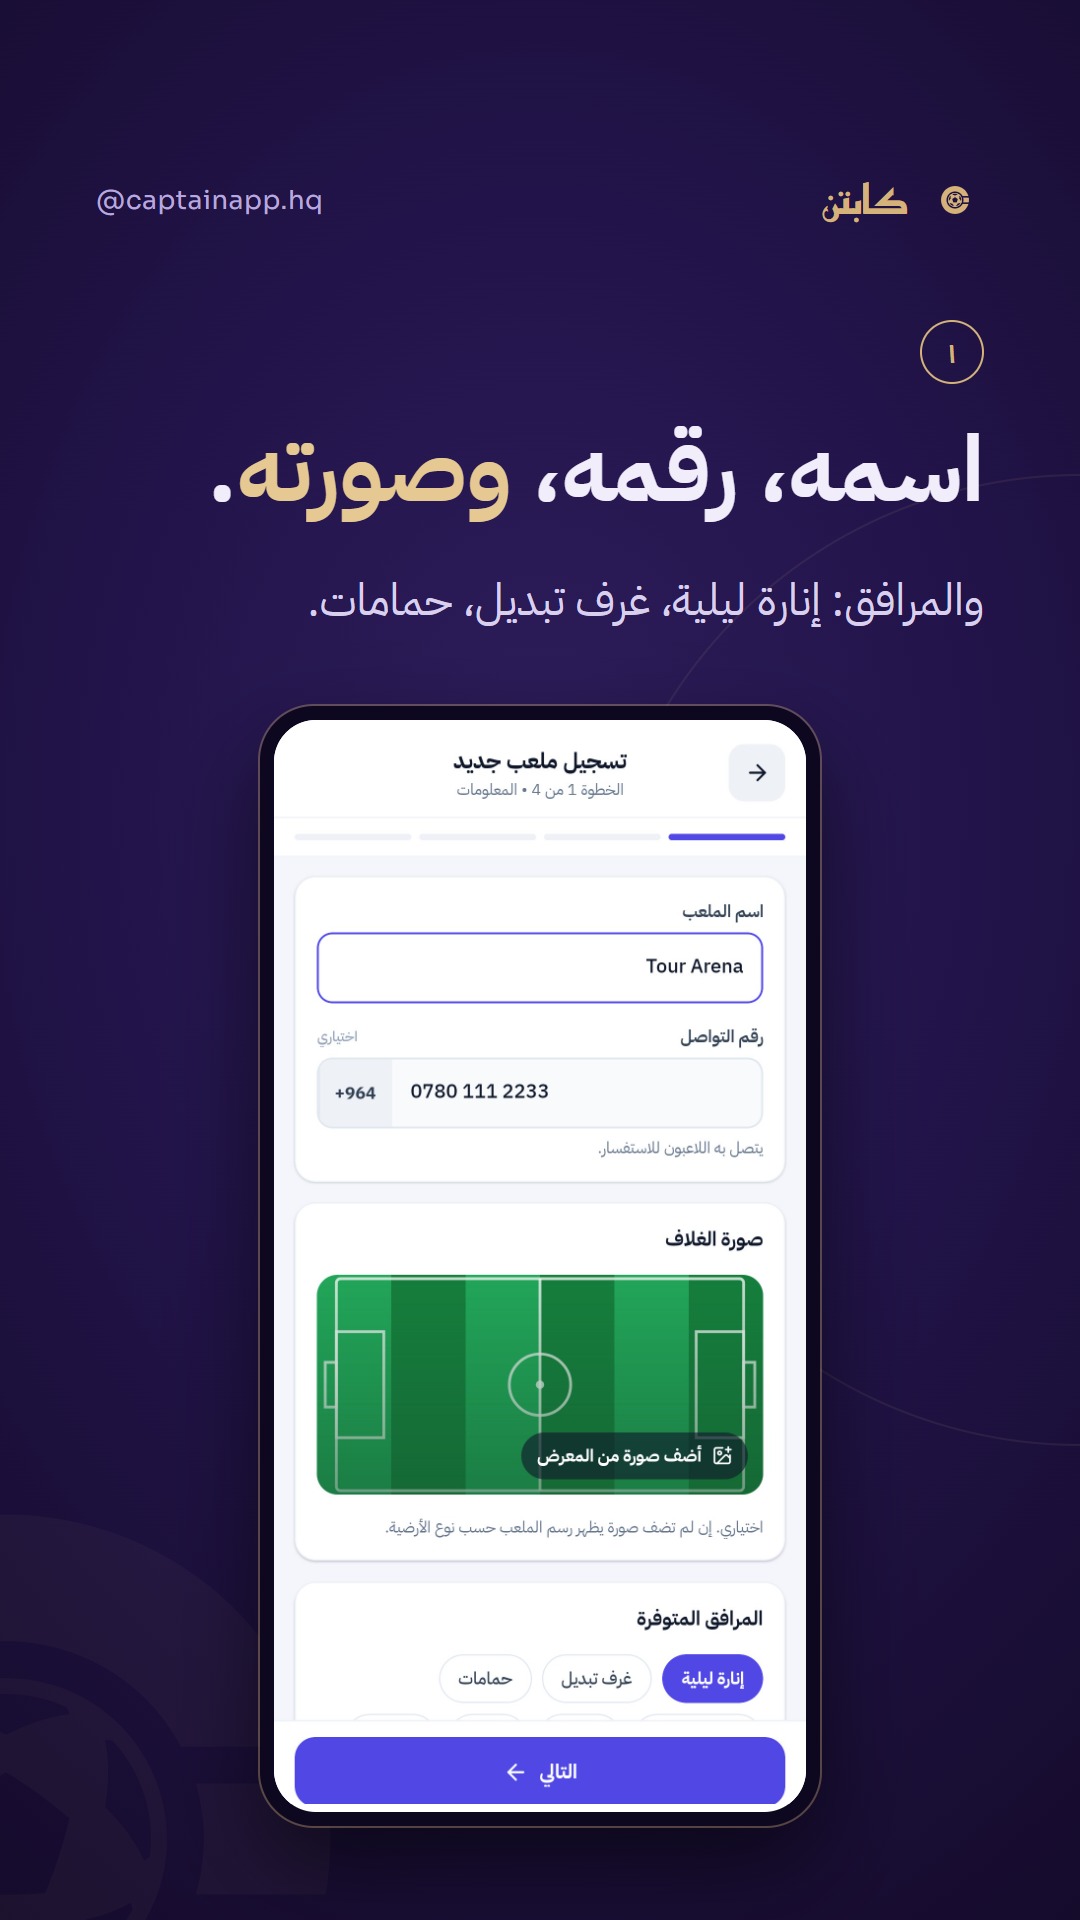 كابتن
@captainapp.hq
١
اسمه، رقمه، وصورته.
والمرافق: إنارة ليلية، غرف تبديل، حمامات.
تسجيل ملعب جديد
الخطوة 1 من 4 • المعلومات
اسم الملعب
Tour Arena
رقم التواصل
اختياري
+964
0780 111 2233
يتصل به اللاعبون للاستفسار.
صورة الغلاف
أضف صورة من المعرض
اختياري. إن لم تضف صورة يظهر رسم الملعب حسب نوع الأرضية.
المرافق المتوفرة
إنارة ليلية
غرف تبديل
حمامات
التالي